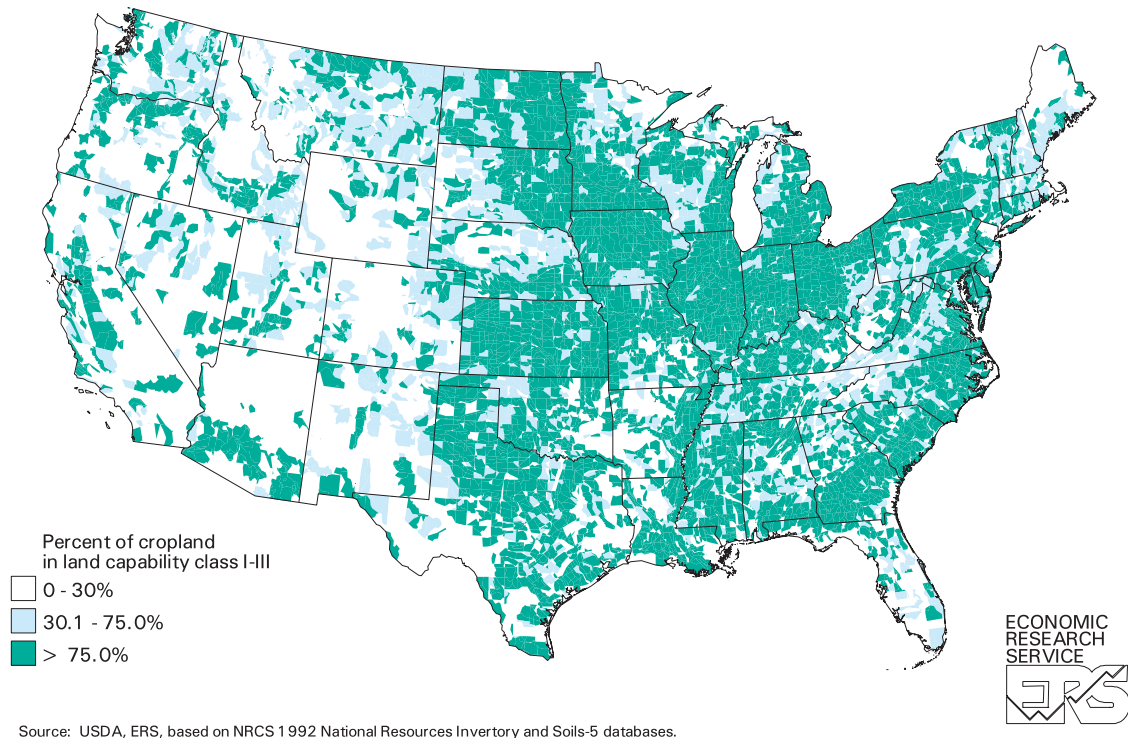 Percent of cropland
in land capability class I-III
0 - 30%
30.1 - 75.0%
> 75.0%
ECONOMIC
RESEARCH
SERVICE
ERS
Source: USDA, ERS, based on NRCS 1992 National Resources Invertory and Soils-5 databases.